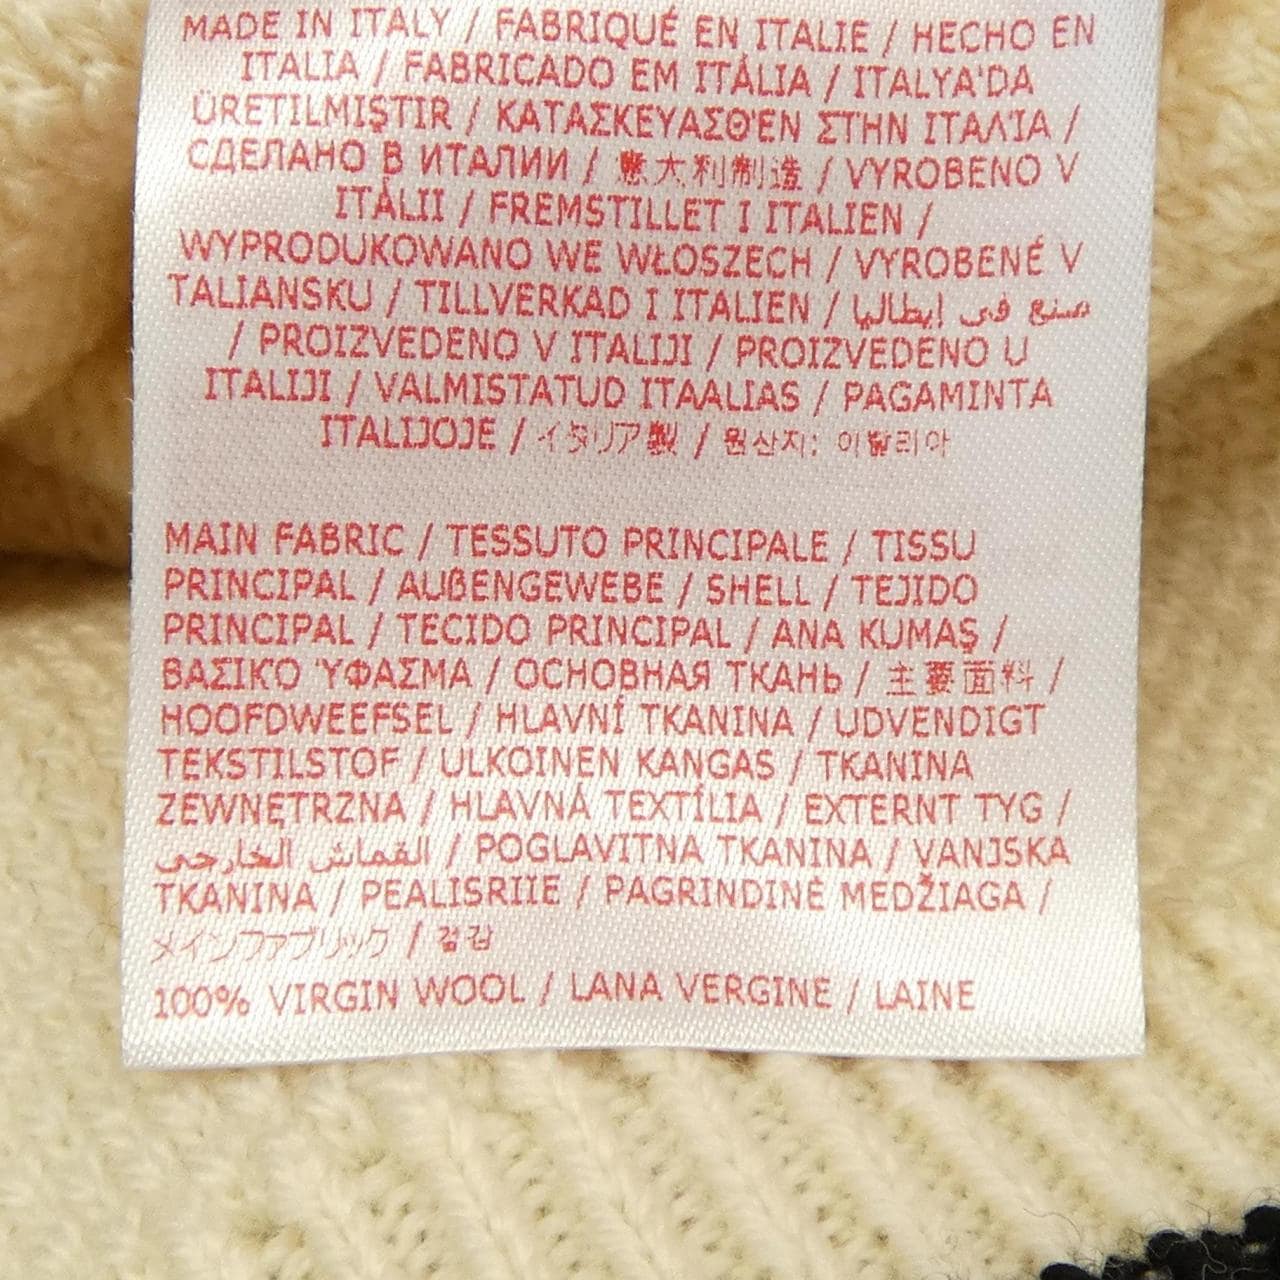 MADE IN ITALY / FABRIQUÉ EN ITALIE / HECHO EN
ITALIA / FABRICADO EM ITÁLIA / ITALYA'DA
ÜRETILMIŞTIR / ΚΑΤΑΣΚΕΥΑΣΘ'ΕΝ ΣΤΗΝ ΙΤΑΛ'ΙΑ /
СДЕЛАНО В ИТАЛИИ / 意大利制造 / VYROBENO V
ITÁLII / FREMSTILLET I ITALIEN /
WYPRODUKOWANO WE WŁOSZECH / VYROBENÉ V
TALIANSKU / TILLVERKAD I ITALIEN / صنع في إيطاليا
/ PROIZVEDENO V ITALIJI / PROIZVEDENO U
ITALIJI / VALMISTATUD ITAALIAS / PAGAMINTA
ITALIJOJE / イタリア製 / 원산지: 이탈리아
MAIN FABRIC / TESSUTO PRINCIPALE / TISSU
PRINCIPAL / AUßENGEWEBE / SHELL / TEJIDO
PRINCIPAL / TECIDO PRINCIPAL / ANA KUMAŞ /
ΒΑΣΙΚΌ ΎΦΑΣΜΑ / ОСНОВНАЯ ТКАНЬ / 主要面料 /
HOOFDWEEFSEL / HLAVNÍ TKANINA / UDVENDIGT
TEKSTILSTOF / ULKOINEN KANGAS / TKANINA
ZEWNĘTRZNA / HLAVNÁ TEXTÍLIA / EXTERNT TYG /
القماش الخارجي / POGLAVITNA TKANINA / VANJSKA
TKANINA / PEALISRIIE / PAGRINDINĖ MEDŽIAGA /
メインファブリック / 겉감
100% VIRGIN WOOL / LANA VERGINE / LAINE